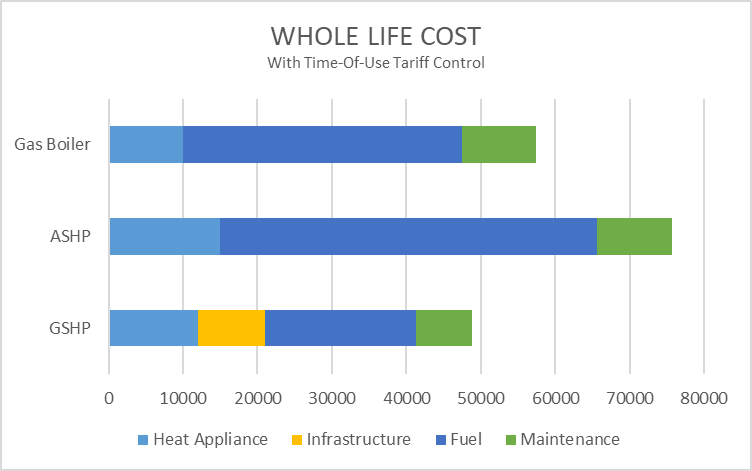 WHOLE LIFE COST
With Time-Of-Use Tariff Control
Gas Boiler
ASHP
GSHP
0 10000 20000 30000 40000 50000 60000 70000 80000
Heat Appliance Infrastructure Fuel Maintenance